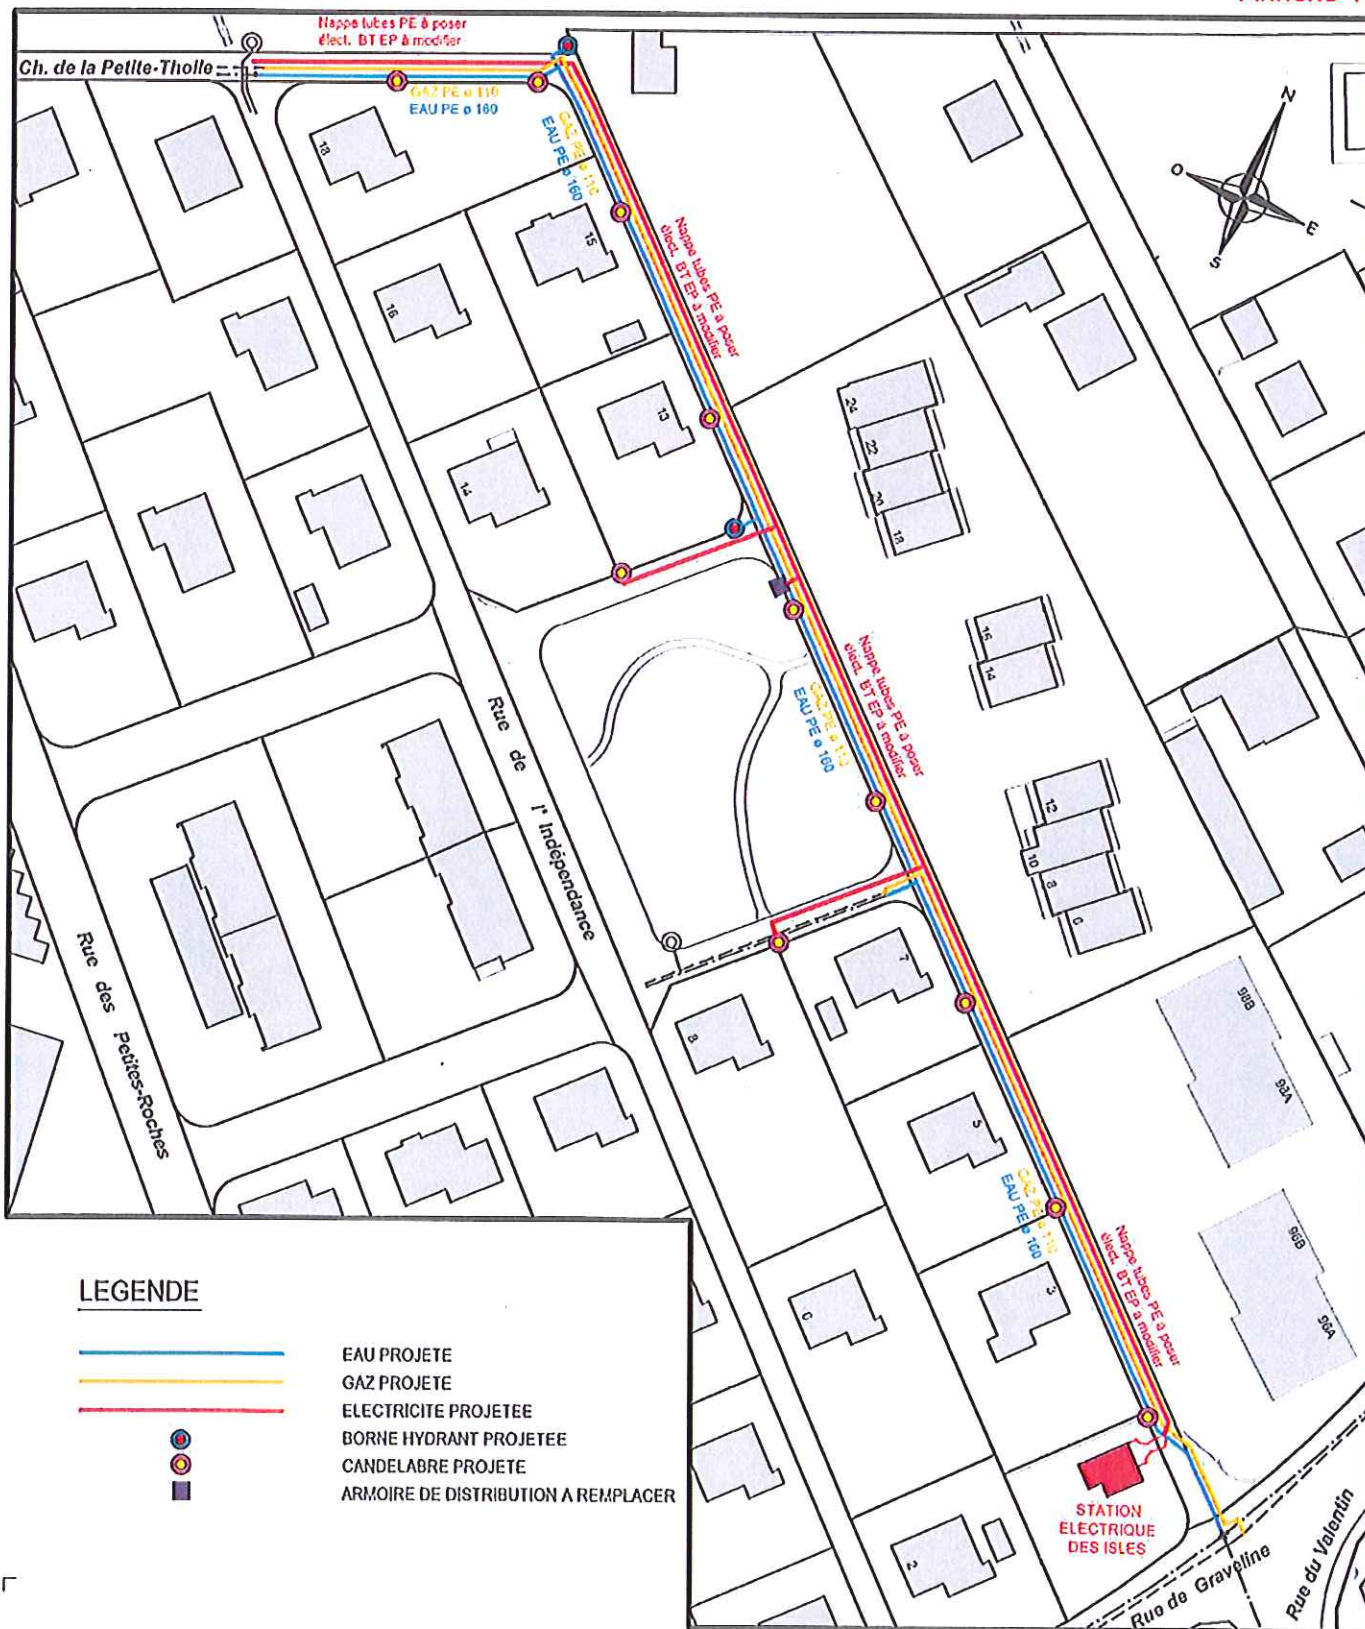 Nappe tubes PE à poser
élect. BT EP à modifier
Ch. de la Petite-Tholle
GAZ PE ø 110
EAU PE ø 160
GAZ PE ø 110
EAU PE ø 160
N
O
E
S
18
15
Nappe tubes PE à poser
élect. BT EP à modifier
16
13
14
24
22
20
18
16
14
Nappe tubes PE à poser
élect. BT EP à modifier
GAZ PE ø 110
EAU PE ø 160
Rue de l'Indépendance
12
10
8
6
Rue des Petites-Roches
7
8
98B
98A
5
GAZ PE ø 110
EAU PE ø 160
96B
96A
Nappe tubes PE à poser
élect. BT EP à modifier
3
6
2
STATION
ELECTRIQUE
DES ISLES
Rue de Graveline
Rue du Valentin
LEGENDE
EAU PROJETE
GAZ PROJETE
ELECTRICITE PROJETEE
BORNE HYDRANT PROJETEE
CANDELABRE PROJETE
ARMOIRE DE DISTRIBUTION A REMPLACER